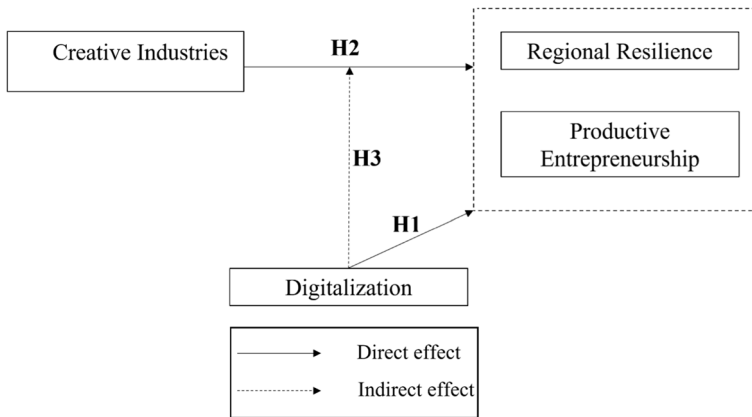 Creative Industries
H2
Regional Resilience
Productive
Entrepreneurship
H3
H1
Digitalization
Direct effect
Indirect effect